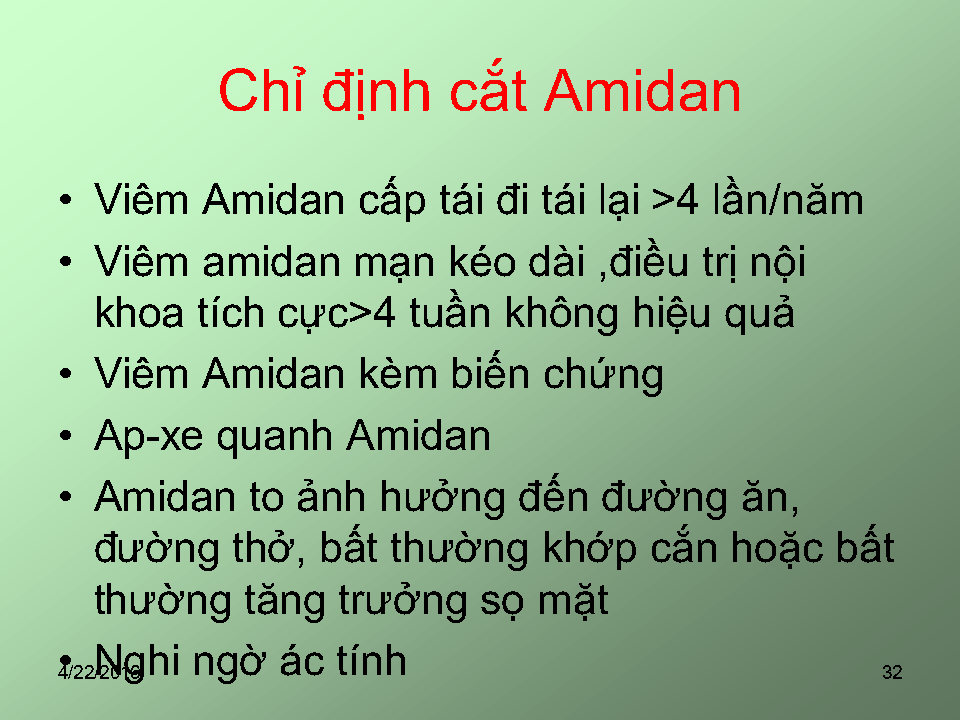 Chỉ định cắt Amidan
• Viêm Amidan cấp tái đi tái lại >4 lần/năm
• Viêm amidan mạn kéo dài ,điều trị nội
khoa tích cực>4 tuần không hiệu quả
• Viêm Amidan kèm biến chứng
• Ap-xe quanh Amidan
• Amidan to ảnh hưởng đến đường ăn,
đường thở, bất thường khớp cắn hoặc bất
thường tăng trưởng sọ mặt
• Nghi ngờ ác tính
32